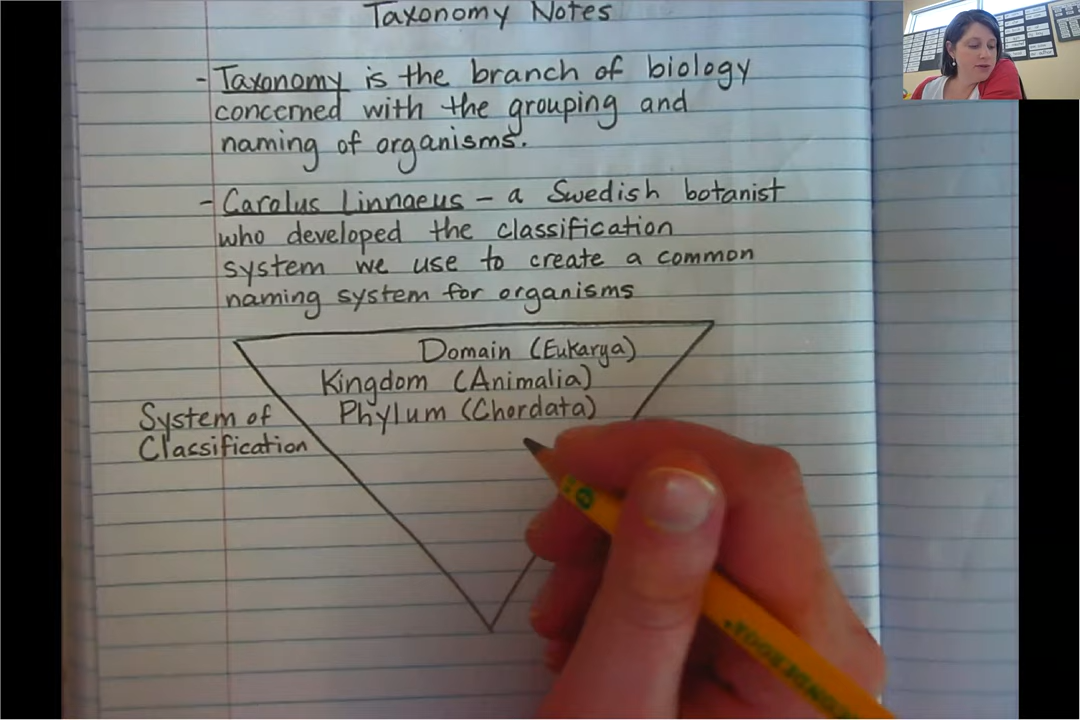 Taxonomy Notes
- Taxonomy is the branch of biology
concerned with the grouping and
naming of organisms.
- Carolus Linnaeus – a Swedish botanist
who developed the classification
system we use to create a common
naming system for organisms
Domain (Eukarya)
Kingdom (Animalia)
Phylum (Chordata)
System of
Classification